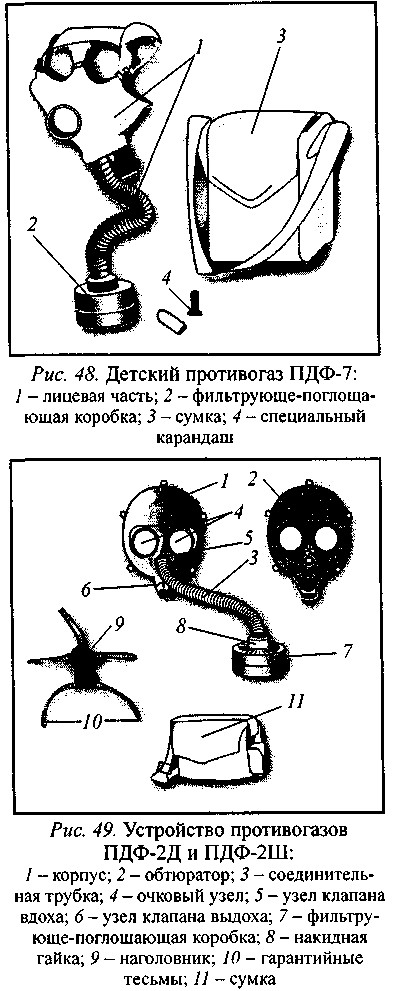 1
3
2
4
Рис. 48. Детский противогаз ПДФ-7:
1 – лицевая часть; 2 – фильтрующе-поглоща-
ющая коробка; 3 – сумка; 4 – специальный
карандаш
1
2
4
5
3
6
8
7
9
10
11
Рис. 49. Устройство противогазов
ПДФ-2Д и ПДФ-2Ш:
1 – корпус; 2 – обтюратор; 3 – соединитель-
ная трубка; 4 – очковый узел; 5 – узел клапана
вдоха; 6 – узел клапана выдоха; 7 – фильтру-
юще-поглошающая коробка; 8 – накидная
гайка; 9 – наголовник; 10 – гарантийные
тесьмы; 11 – сумка